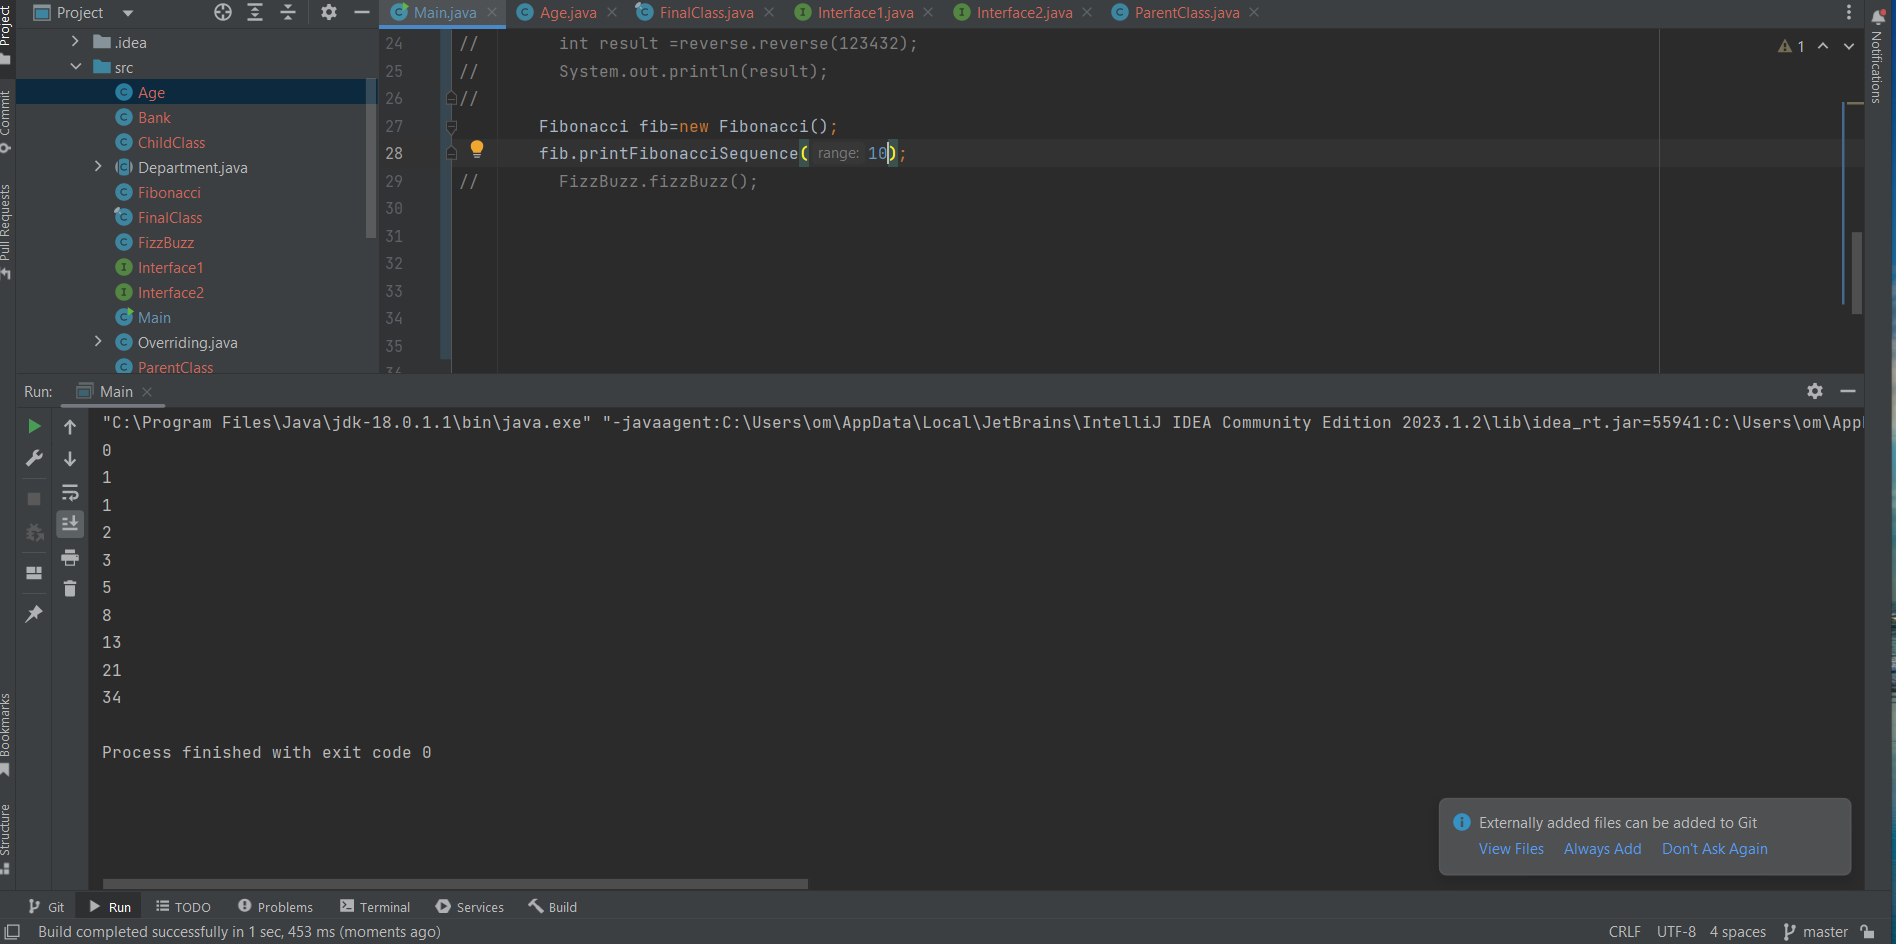 Project
Main.java
Age.java
FinalClass.java
Interface1.java
Interface2.java
ParentClass.java
.idea
src
Age
Bank
ChildClass
Department.java
Fibonacci
FinalClass
FizzBuzz
Interface1
Interface2
Main
Overriding.java
ParentClass
24 // int result =reverse.reverse(123432);
25 // System.out.println(result);
26 //
27 Fibonacci fib=new Fibonacci();
28 fib.printFibonacciSequence( range: 10);
29 // FizzBuzz.fizzBuzz();
30
31
32
33
34
35
36
1
Project
Commit
Pull Requests
Bookmarks
Structure
Notifications
Run: Main
"C:\Program Files\Java\jdk-18.0.1.1\bin\java.exe" "-javaagent:C:\Users\om\AppData\Local\JetBrains\IntelliJ IDEA Community Edition 2023.1.2\lib\idea_rt.jar=55941:C:\Users\om\App
0
1
1
2
3
5
8
13
21
34
Process finished with exit code 0
Externally added files can be added to Git
View Files Always Add Don't Ask Again
Git Run TODO Problems Terminal Services Build
Build completed successfully in 1 sec, 453 ms (moments ago)
CRLF UTF-8 4 spaces master